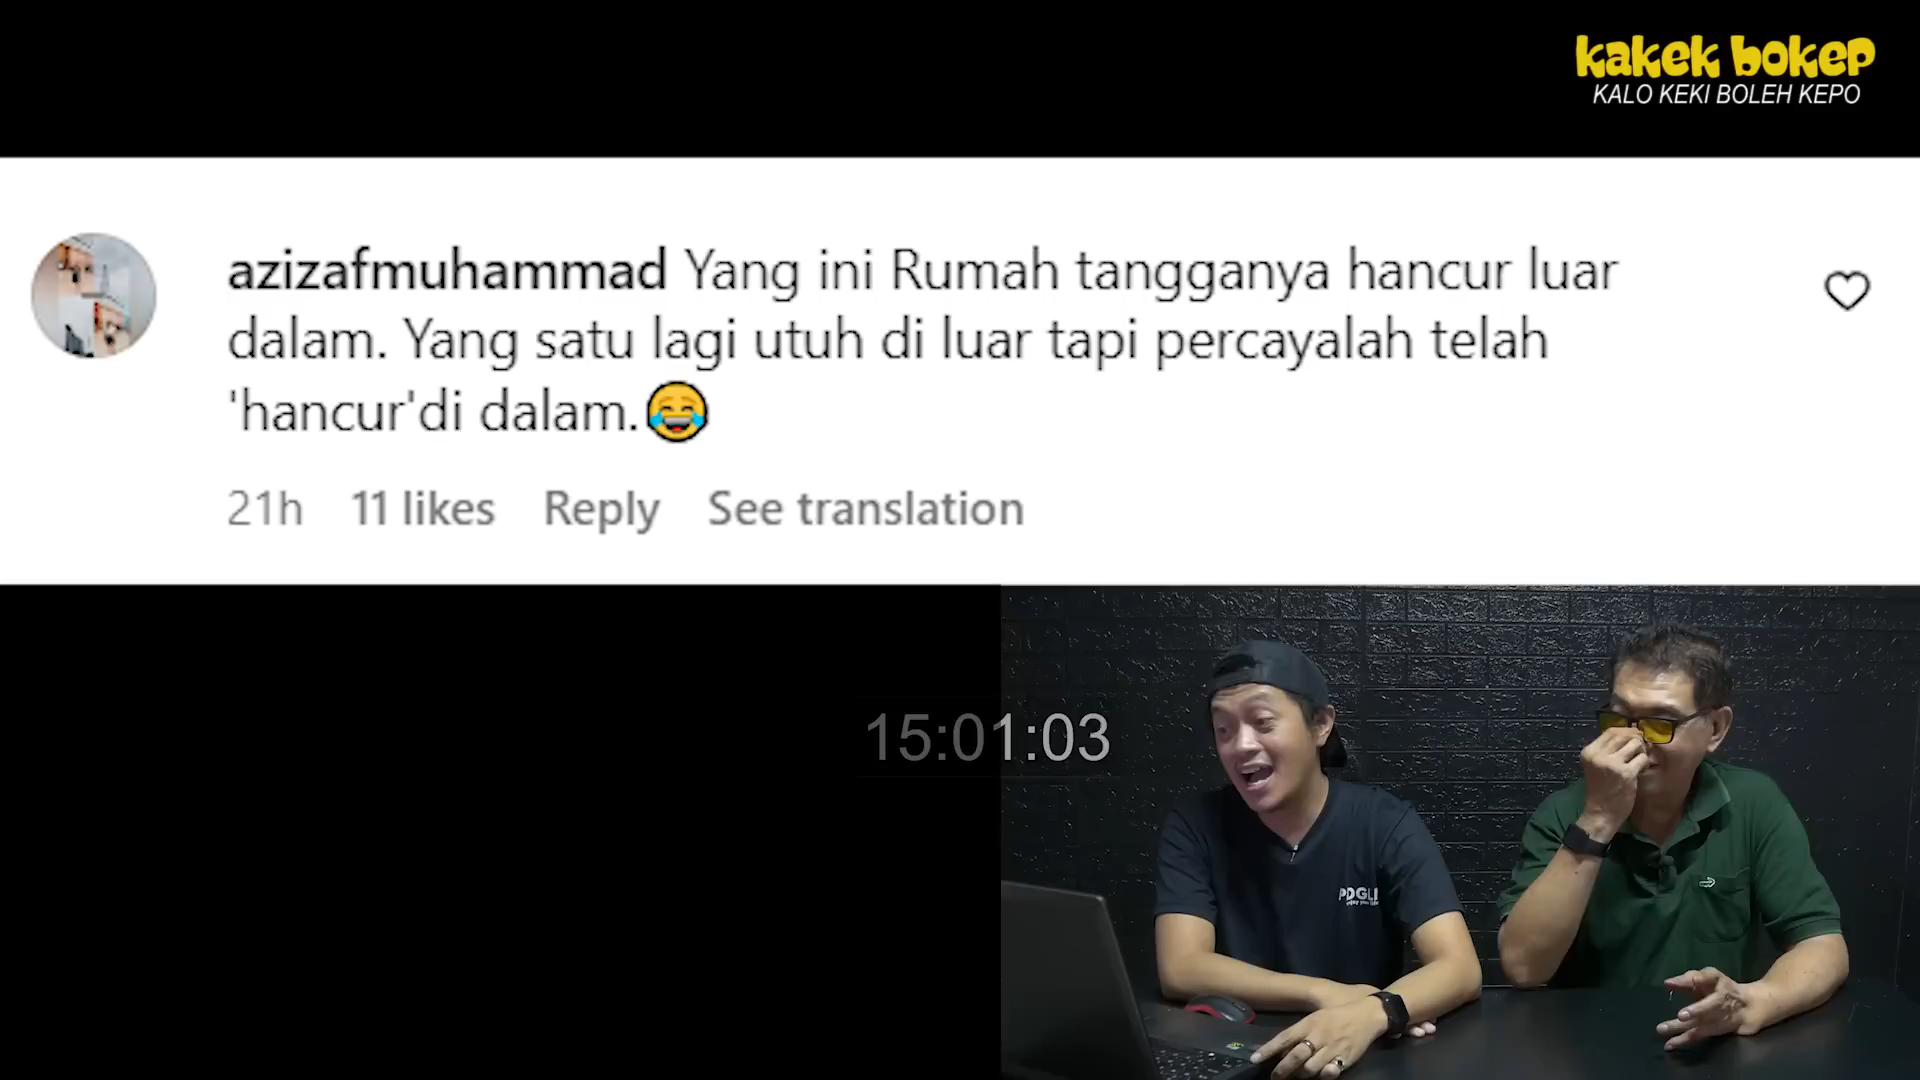 kakek bokep
KALO KEKI BOLEH KEPO
azizafmuhammad Yang ini Rumah tangganya hancur luar
dalam. Yang satu lagi utuh di luar tapi percayalah telah
'hancur'di dalam.😂
21h 11 likes Reply See translation
15:01:03
PDGLI